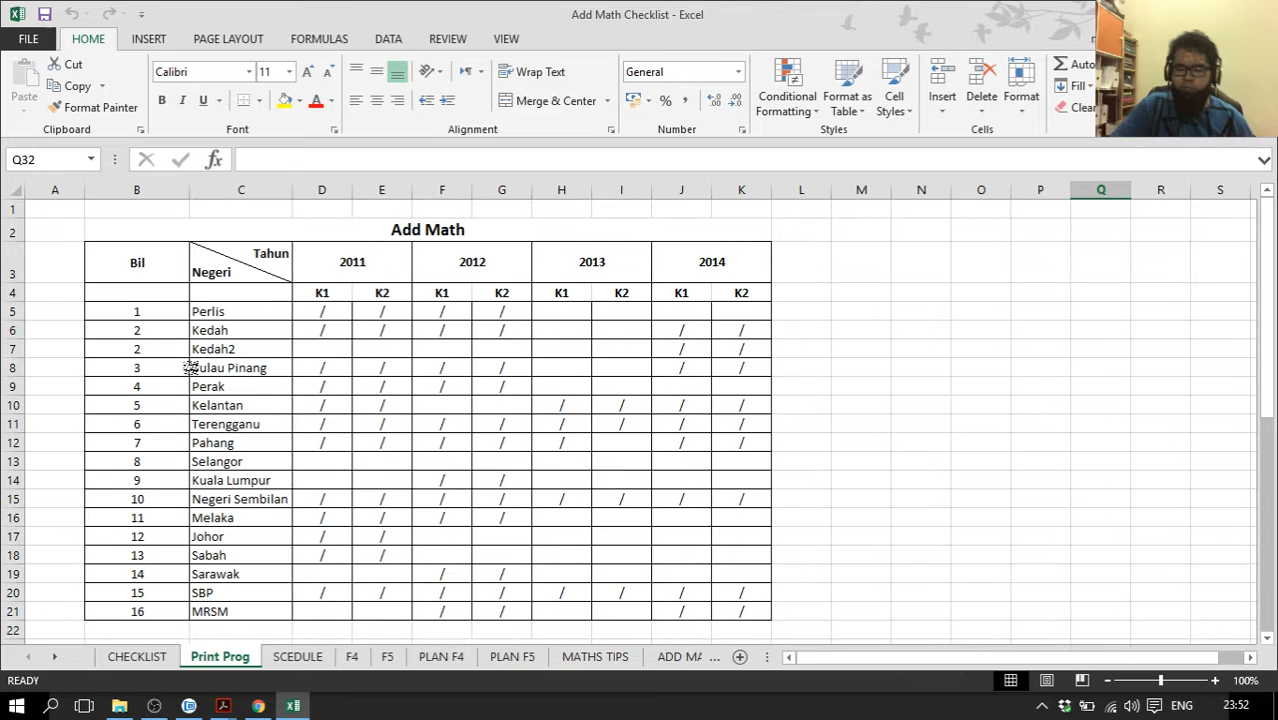 Add Math Checklist - Excel
FILE HOME INSERT PAGE LAYOUT FORMULAS DATA REVIEW VIEW
Paste Cut Copy Format Painter
Calibri 11
B I U
Wrap Text
Merge & Center
General
%
Conditional Formatting
Format as Table
Cell Styles
Insert Delete Format
Auto
Fill
Clea
Clipboard Font Alignment Number Styles Cells
Q32 fx
A B C D E F G H I J K L M N O P Q R S
1
2 Add Math
3 Bil Tahun Negeri 2011 2012 2013 2014
4 K1 K2 K1 K2 K1 K2 K1 K2
5 1 Perlis / / / /
6 2 Kedah / / / / / /
7 2 Kedah2 / /
8 3 Pulau Pinang / / / / / /
9 4 Perak / / / /
10 5 Kelantan / / / / / /
11 6 Terengganu / / / / / / / /
12 7 Pahang / / / / / / /
13 8 Selangor
14 9 Kuala Lumpur / /
15 10 Negeri Sembilan / / / / / / / /
16 11 Melaka / / / /
17 12 Johor / /
18 13 Sabah / /
19 14 Sarawak / /
20 15 SBP / / / / / / / /
21 16 MRSM / / / /
22
CHECKLIST Print Prog SCEDULE F4 F5 PLAN F4 PLAN F5 MATHS TIPS ADD MA ...
READY 100%
ENG 23:52